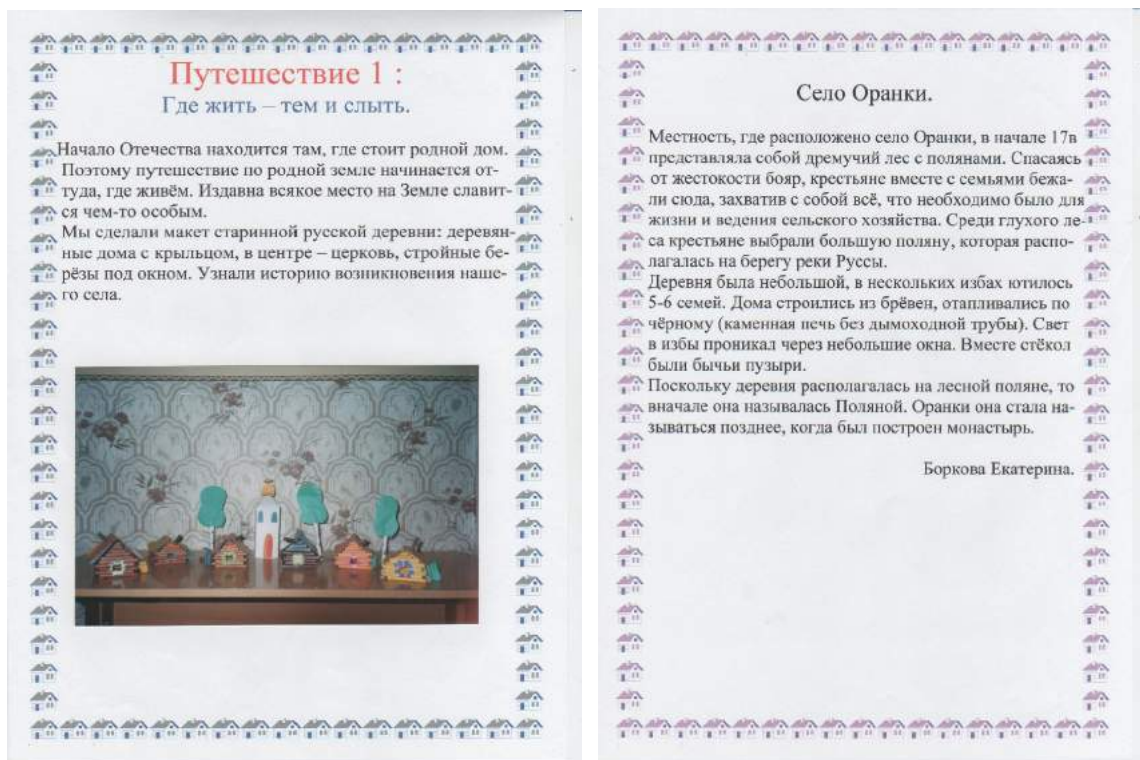 Путешествие 1 :
Где жить – тем и слыть.
Начало Отечества находится там, где стоит родной дом.
Поэтому путешествие по родной земле начинается от-
туда, где живём. Издавна всякое место на Земле славит-
ся чем-то особым.
Мы сделали макет старинной русской деревни: деревян-
ные дома с крыльцом, в центре – церковь, стройные бе-
рёзы под окном. Узнали историю возникновения наше-
го села.
Село Оранки.
Местность, где расположено село Оранки, в начале 17в
представляла собой дремучий лес с полянами. Спасаясь
от жестокости бояр, крестьяне вместе с семьями бежа-
ли сюда, захватив с собой всё, что необходимо было для
жизни и ведения сельского хозяйства. Среди глухого ле-
са крестьяне выбрали большую поляну, которая распо-
лагалась на берегу реки Руссы.
Деревня была небольшой, в нескольких избах ютилось
5-6 семей. Дома строились из брёвен, отапливались по
чёрному (каменная печь без дымоходной трубы). Свет
в избы проникал через небольшие окна. Вместе стёкол
были бычьи пузыри.
Поскольку деревня располагалась на лесной поляне, то
вначале она называлась Поляной. Оранки она стала на-
зываться позднее, когда был построен монастырь.
Боркова Екатерина.